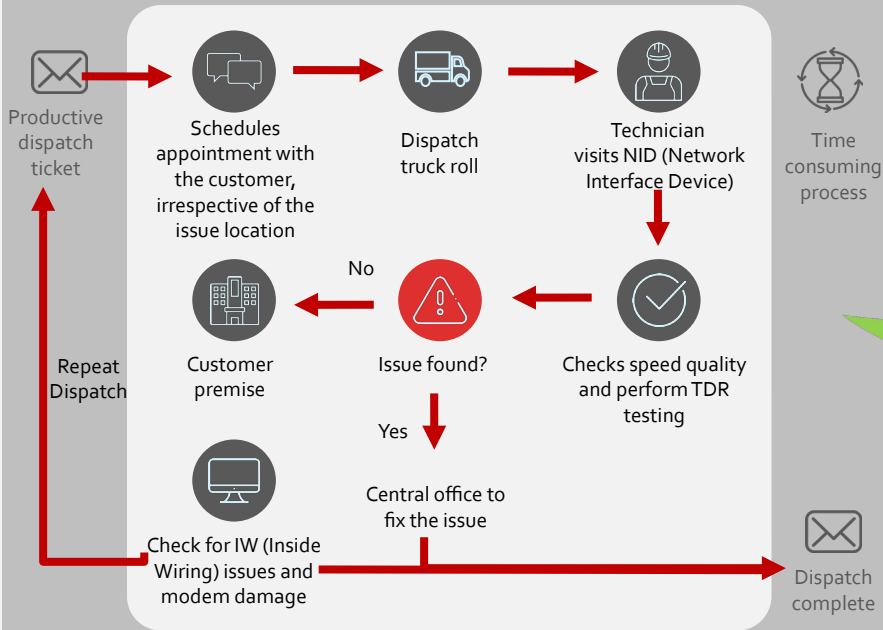 Productive
dispatch
ticket
Schedules
appointment with
the customer,
irrespective of the
issue location
Dispatch
truck roll
Technician
visits NID (Network
Interface Device)
Time
consuming
process
No
Customer
premise
Issue found?
Checks speed quality
and perform TDR
testing
Repeat
Dispatch
Yes
Central office to
fix the issue
Check for IW (Inside
Wiring) issues and
modem damage
Dispatch
complete